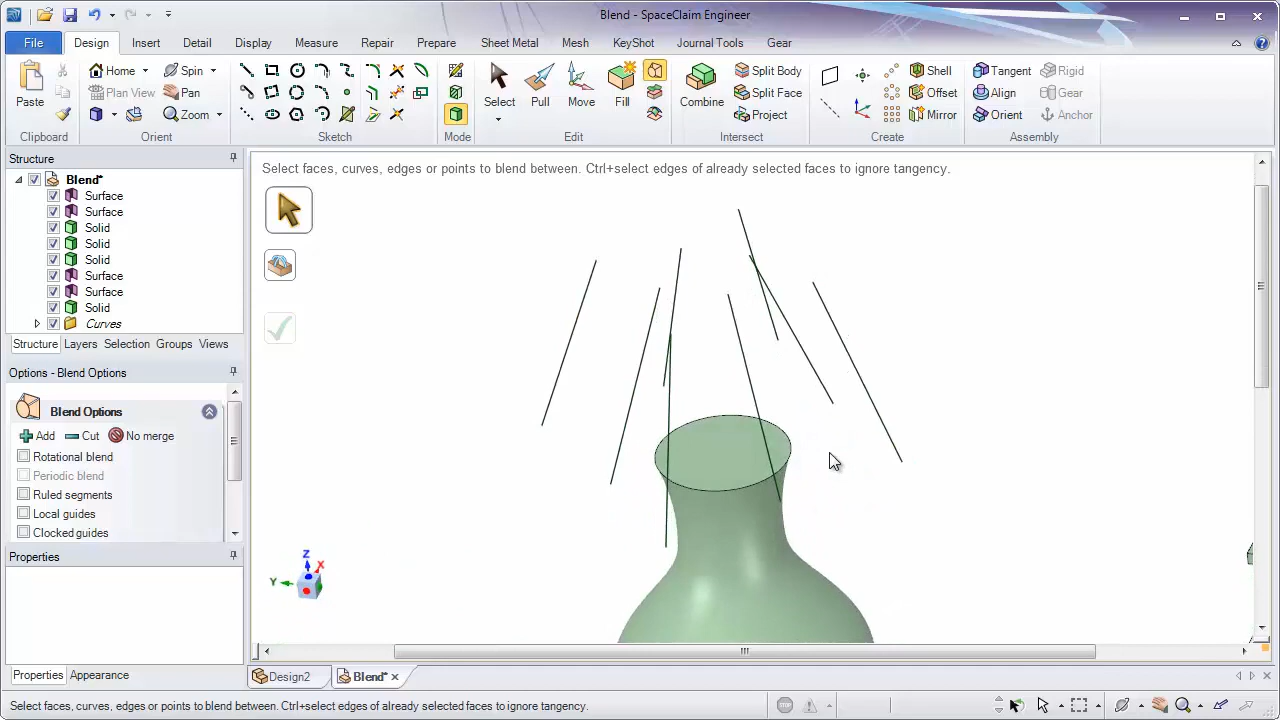 Blend - SpaceClaim Engineer
File Design Insert Detail Display Measure Repair Prepare Sheet Metal Mesh KeyShot Journal Tools Gear
Paste
Clipboard
Home Spin
Plan View Pan
Zoom
Orient
Sketch
Mode
Select Pull Move Fill
Edit
Combine
Split Body
Split Face
Project
Intersect
Shell
Offset
Mirror
Create
Tangent Rigid
Align Gear
Orient Anchor
Assembly
Structure
Blend*
Surface
Surface
Solid
Solid
Solid
Surface
Surface
Solid
Curves
Structure Layers Selection Groups Views
Options - Blend Options
Blend Options
Add Cut No merge
Rotational blend
Periodic blend
Ruled segments
Local guides
Clocked guides
Properties
Properties Appearance
Select faces, curves, edges or points to blend between. Ctrl+select edges of already selected faces to ignore tangency.
Z
X
Y
Design2 Blend*
Select faces, curves, edges or points to blend between. Ctrl+select edges of already selected faces to ignore tangency.